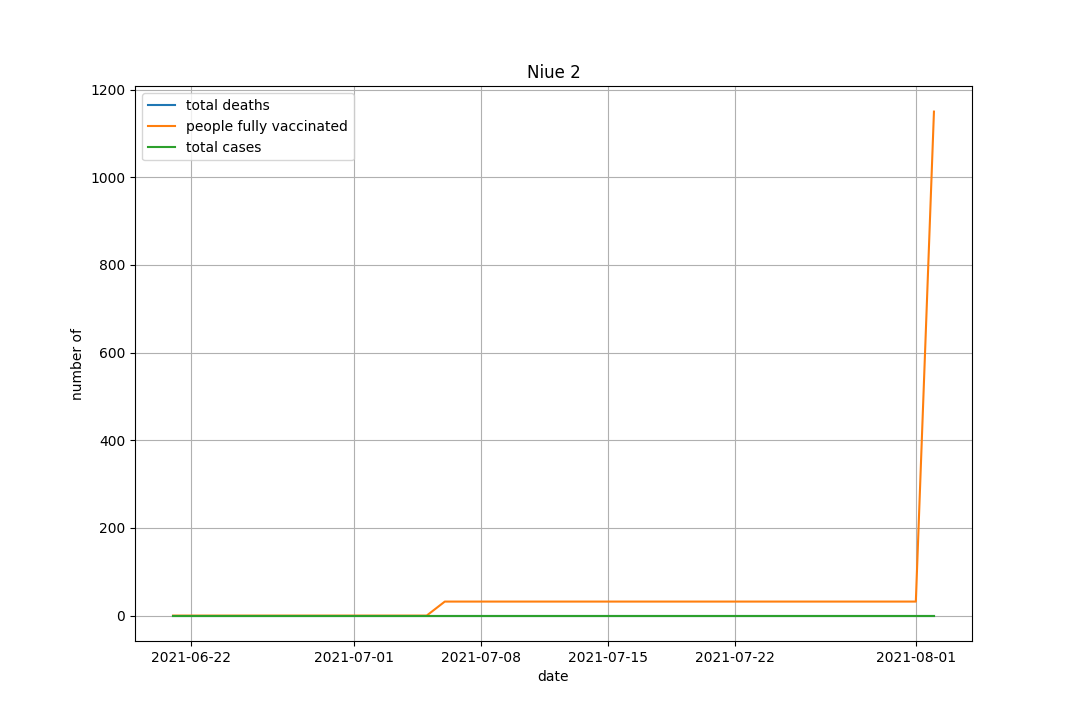 Niue 2
total deaths
people fully vaccinated
total cases
1200
1000
800
600
400
200
0
number of
2021-06-22 2021-07-01 2021-07-08 2021-07-15 2021-07-22 2021-08-01
date